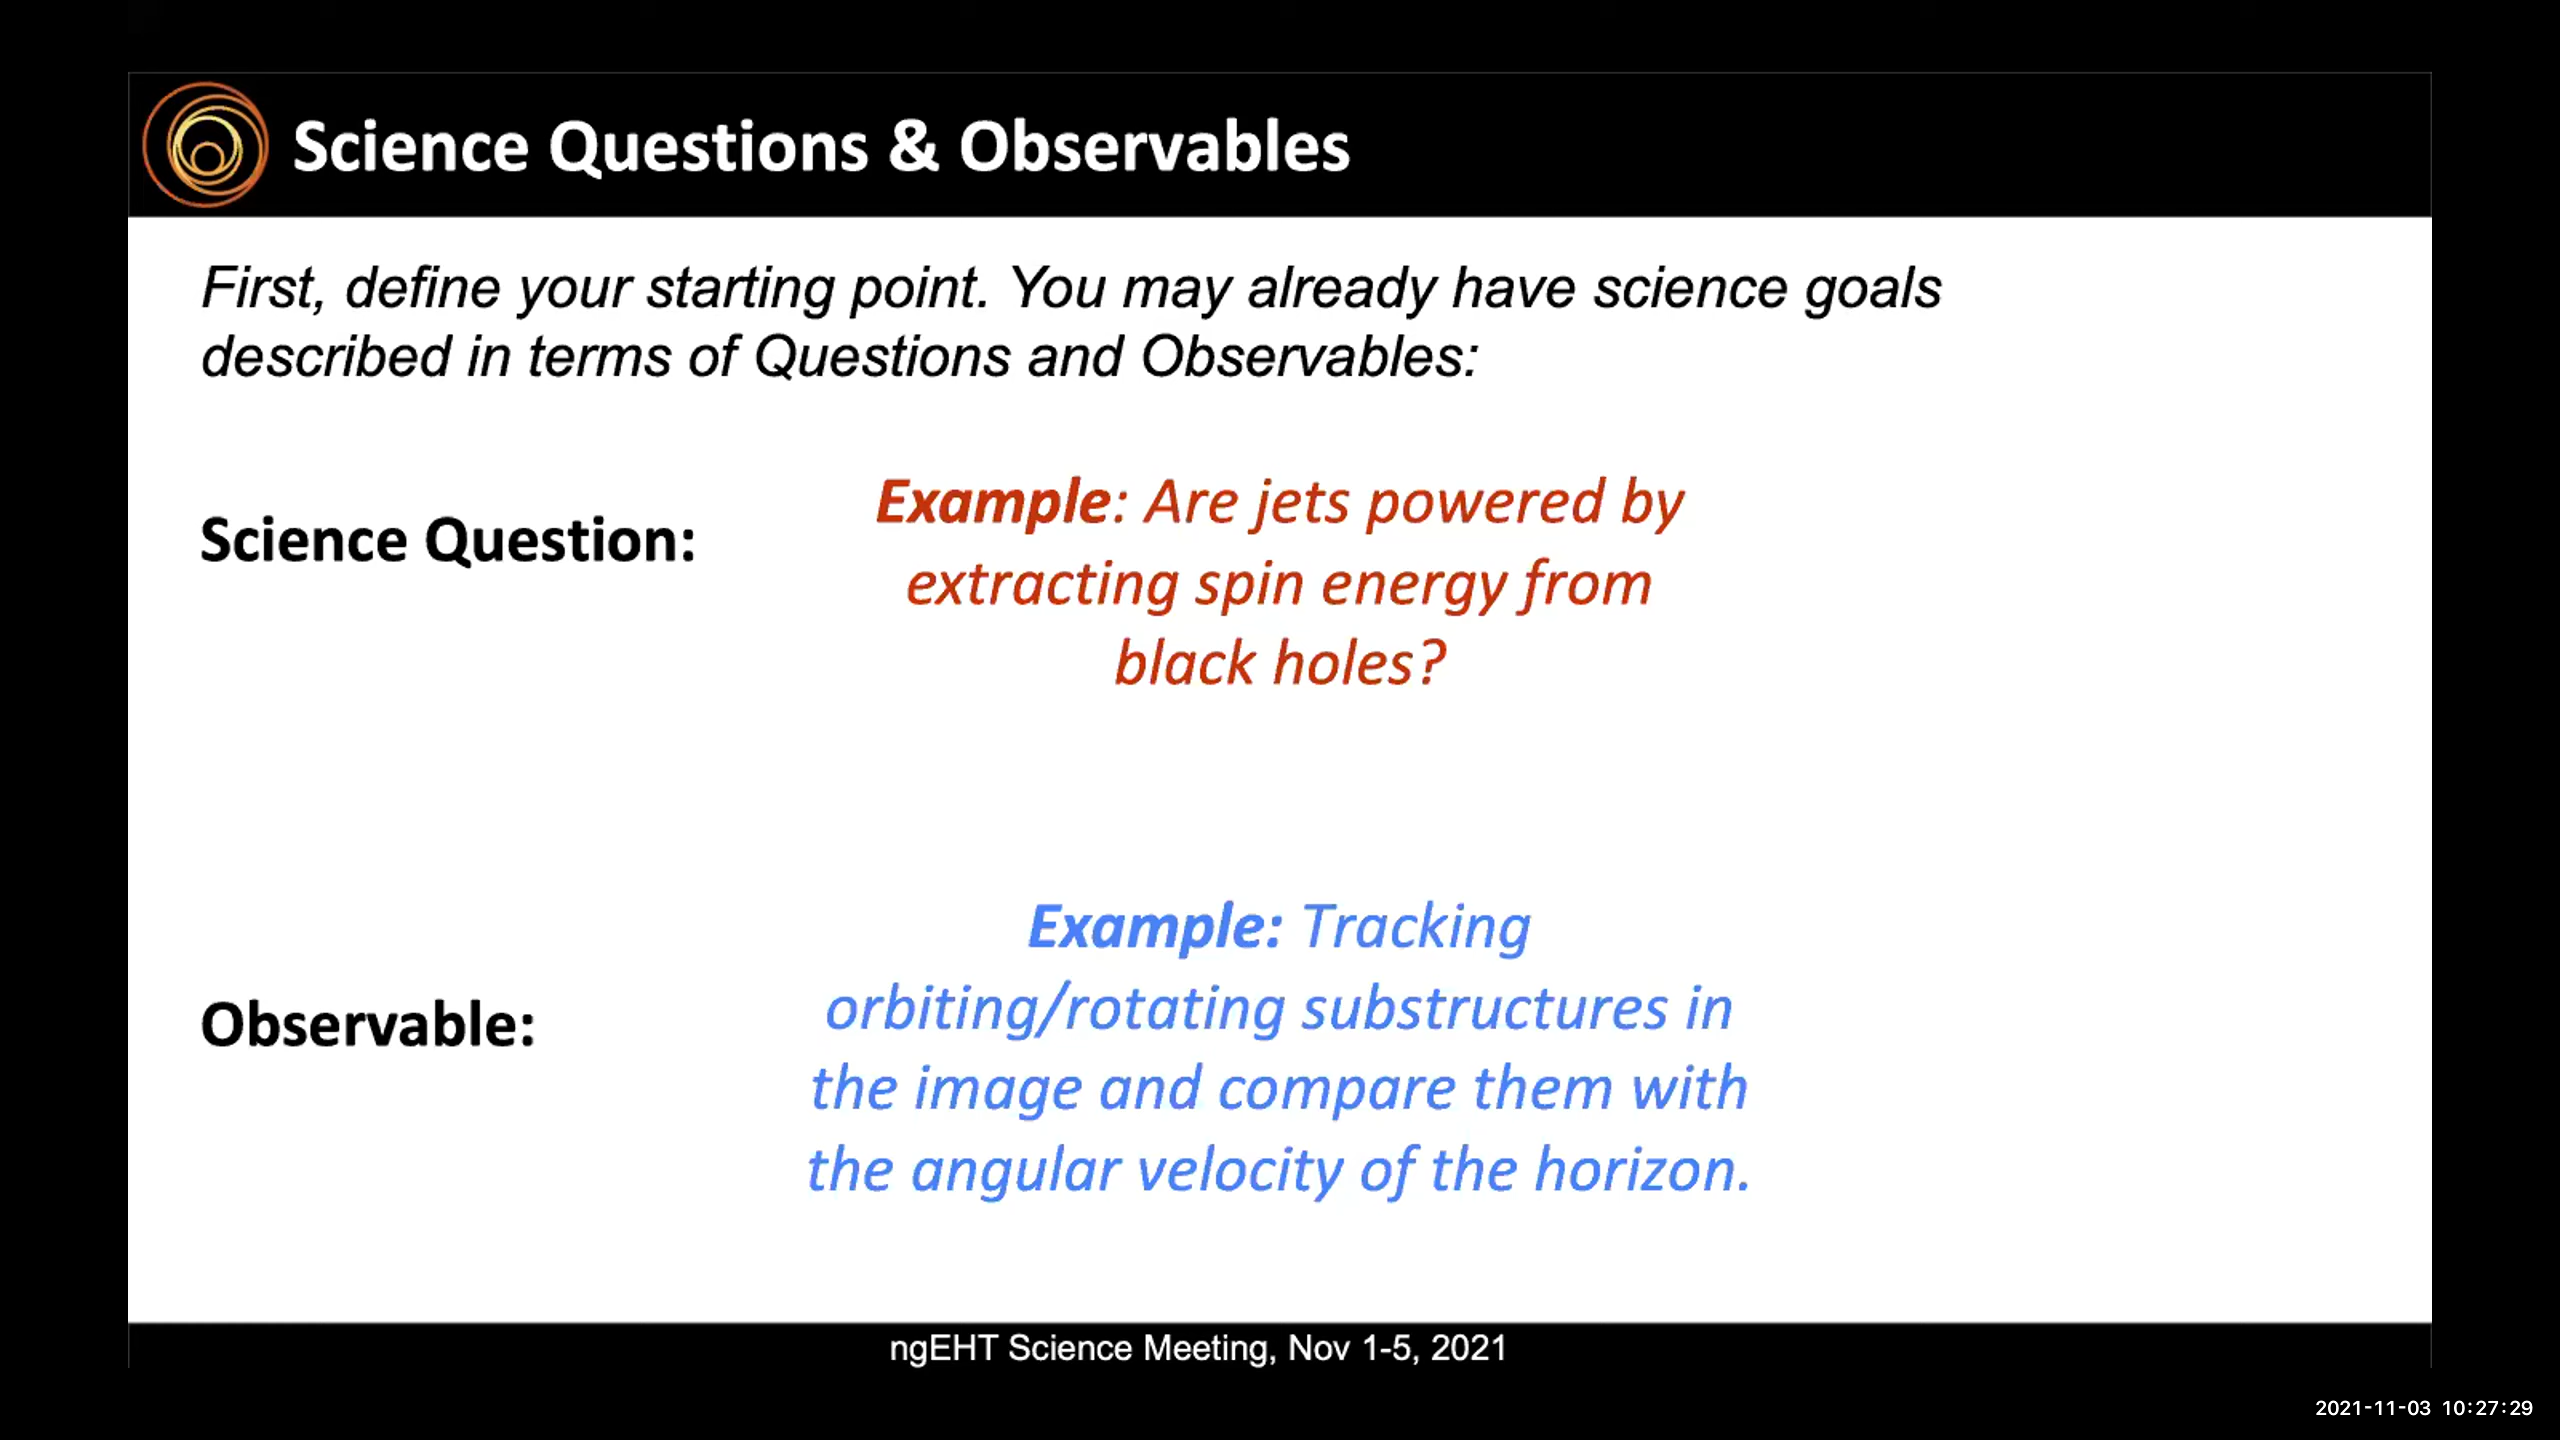 Science Questions & Observables
First, define your starting point. You may already have science goals
described in terms of Questions and Observables:
Science Question:
Example: Are jets powered by
extracting spin energy from
black holes?
Observable:
Example: Tracking
orbiting/rotating substructures in
the image and compare them with
the angular velocity of the horizon.
ngEHT Science Meeting, Nov 1-5, 2021
2021-11-03 10:27:29